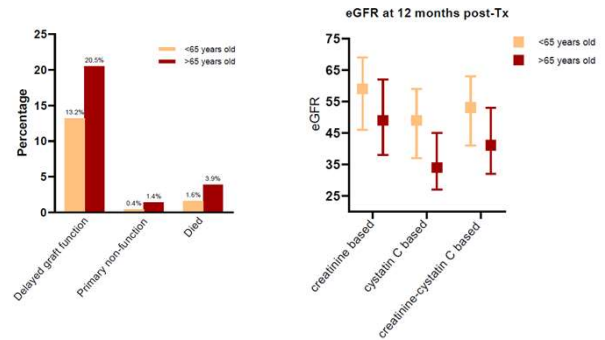 <65 years old
>65 years old
25
20
15
10
5
0
Percentage
13.2%
20.5%
0.4%
1.4%
1.6%
3.9%
Delayed graft function
Primary non-function
Died
eGFR at 12 months post-Tx
<65 years old
>65 years old
75
65
55
45
35
25
eGFR
creatinine based
cystatin C based
creatinine-cystatin C based